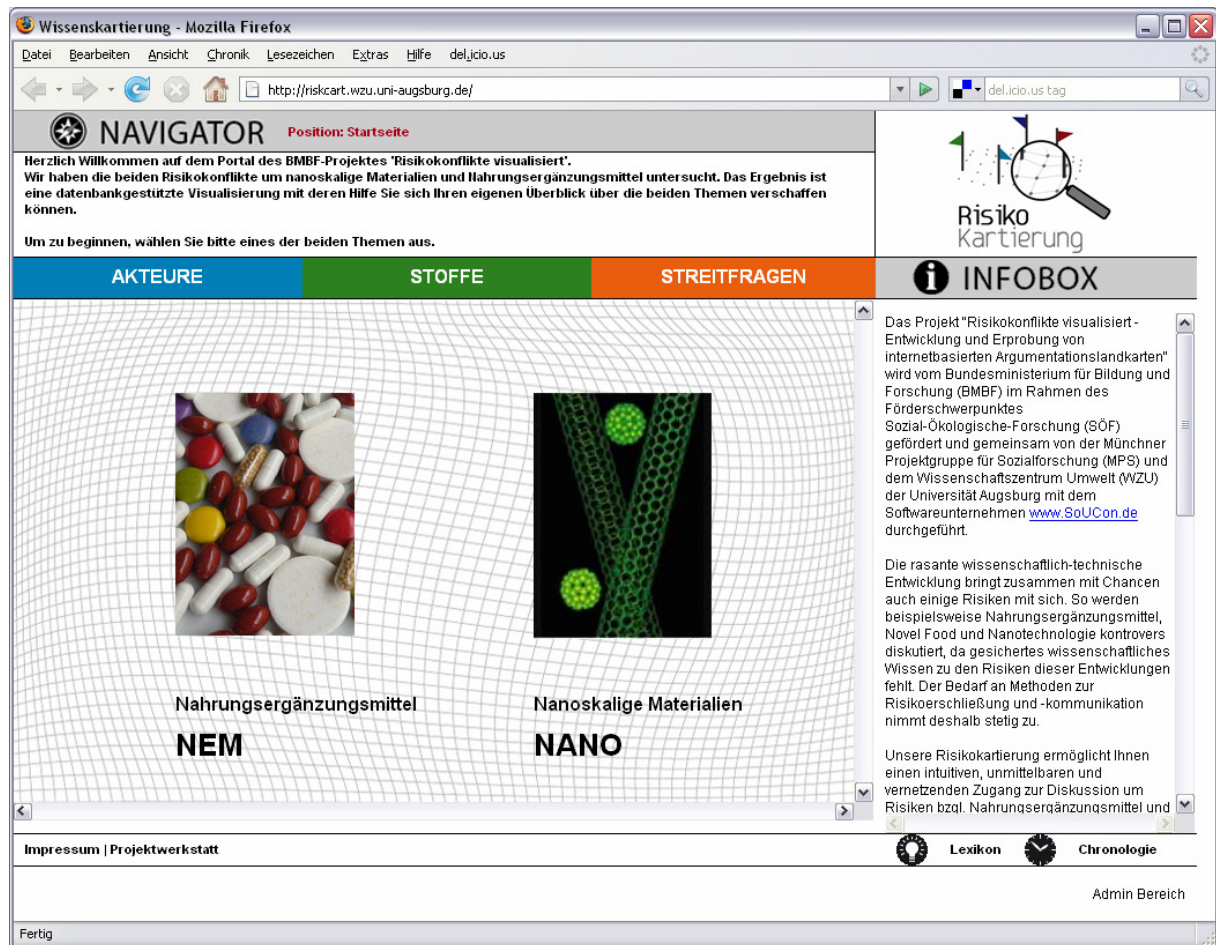 Wissenskartierung - Mozilla Firefox
Datei Bearbeiten Ansicht Chronik Lesezeichen Extras Hilfe del.icio.us
http://riskcart.wzu.uni-augsburg.de/
del.icio.us tag
NAVIGATOR Position: Startseite
Herzlich Willkommen auf dem Portal des BMBF-Projektes 'Risikokonflikte visualisiert'.
Wir haben die beiden Risikokonflikte um nanoskalige Materialien und Nahrungsergänzungsmittel untersucht. Das Ergebnis ist
eine datenbankgestützte Visualisierung mit deren Hilfe Sie sich Ihren eigenen Überblick über die beiden Themen verschaffen
können.
Um zu beginnen, wählen Sie bitte eines der beiden Themen aus.
Risiko
Kartierung
AKTEURE
STOFFE
STREITFRAGEN
INFOBOX
Nahrungsergänzungsmittel
NEM
Nanoskalige Materialien
NANO
Das Projekt "Risikokonflikte visualisiert -
Entwicklung und Erprobung von
internetbasierten Argumentationslandkarten"
wird vom Bundesministerium für Bildung und
Forschung (BMBF) im Rahmen des
Förderschwerpunktes
Sozial-Ökologische-Forschung (SÖF)
gefördert und gemeinsam von der Münchner
Projektgruppe für Sozialforschung (MPS) und
dem Wissenschaftszentrum Umwelt (WZU)
der Universität Augsburg mit dem
Softwareunternehmen www.SoUCon.de
durchgeführt.
Die rasante wissenschaftlich-technische
Entwicklung bringt zusammen mit Chancen
auch einige Risiken mit sich. So werden
beispielsweise Nahrungsergänzungsmittel,
Novel Food und Nanotechnologie kontrovers
diskutiert, da gesichertes wissenschaftliches
Wissen zu den Risiken dieser Entwicklungen
fehlt. Der Bedarf an Methoden zur
Risikoerschließung und -kommunikation
nimmt deshalb stetig zu.
Unsere Risikokartierung ermöglicht Ihnen
einen intuitiven, unmittelbaren und
vernetzenden Zugang zur Diskussion um
Risiken bzgl. Nahrungsergänzungsmittel und
Impressum | Projektwerkstatt
Lexikon
Chronologie
Admin Bereich
Fertig